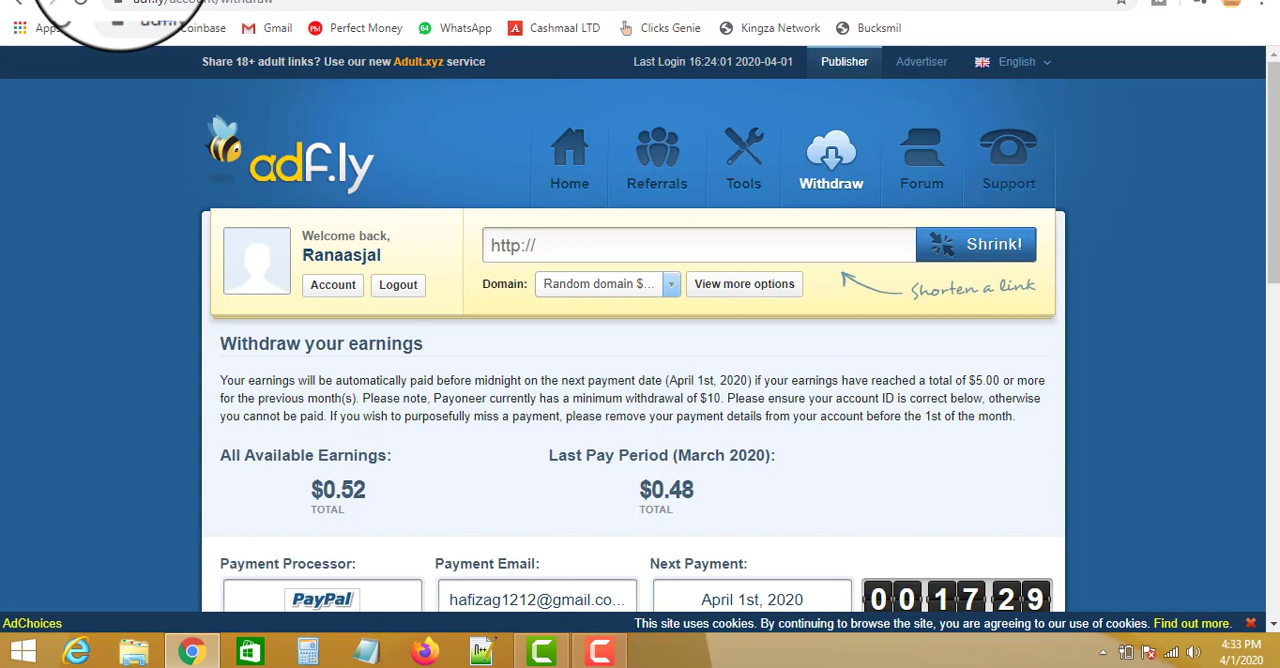 adf.ly/account/withdraw
Apps
Coinbase
Gmail
Perfect Money
64 WhatsApp
A Cashmaal LTD
Clicks Genie
Kingza Network
Bucksmil
Share 18+ adult links? Use our new Adult.xyz service
Last Login 16:24:01 2020-04-01
Publisher
Advertiser
English
adf.ly
Home
Referrals
Tools
Withdraw
Forum
Support
Welcome back,
Ranaasjal
Account
Logout
http://
Shrink!
Domain:
Random domain $...
View more options
Shorten a link
Withdraw your earnings
Your earnings will be automatically paid before midnight on the next payment date (April 1st, 2020) if your earnings have reached a total of $5.00 or more
for the previous month(s). Please note, Payoneer currently has a minimum withdrawal of $10. Please ensure your account ID is correct below, otherwise
you cannot be paid. If you wish to purposefully miss a payment, please remove your payment details from your account before the 1st of the month.
All Available Earnings:
$0.52
TOTAL
Last Pay Period (March 2020):
$0.48
TOTAL
Payment Processor:
PayPal
Payment Email:
hafizag1212@gmail.co...
Next Payment:
April 1st, 2020
00 17 29
AdChoices
This site uses cookies. By continuing to browse the site, you are agreeing to our use of cookies. Find out more.
4:33 PM
4/1/2020